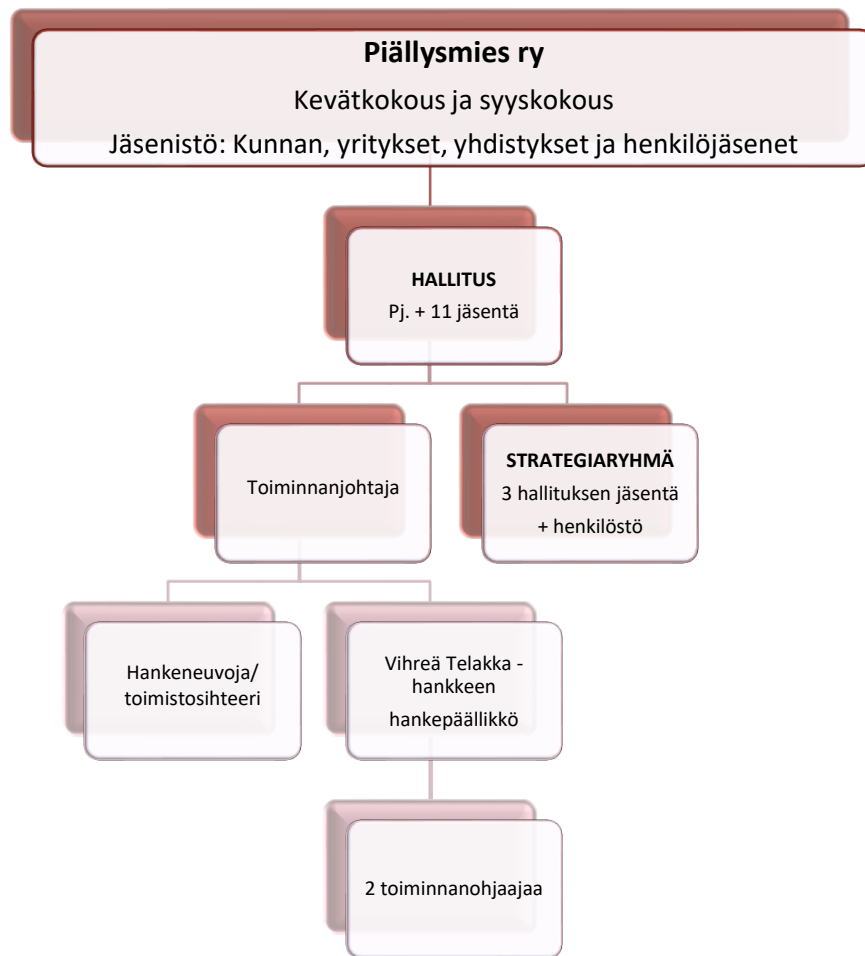 Piällysmies ry
Kevätkokous ja syyskokous
Jäsenistö: Kunnan, yritykset, yhdistykset ja henkilöjäsenet
HALLITUS
Pj. + 11 jäsentä
Toiminnanjohtaja
STRATEGIARYHMÄ
3 hallituksen jäsentä
+ henkilöstö
Hankeneuvoja/
toimistosihteeri
Vihreä Telakka -
hankkeen
hankepäällikkö
2 toiminnanohjaajaa